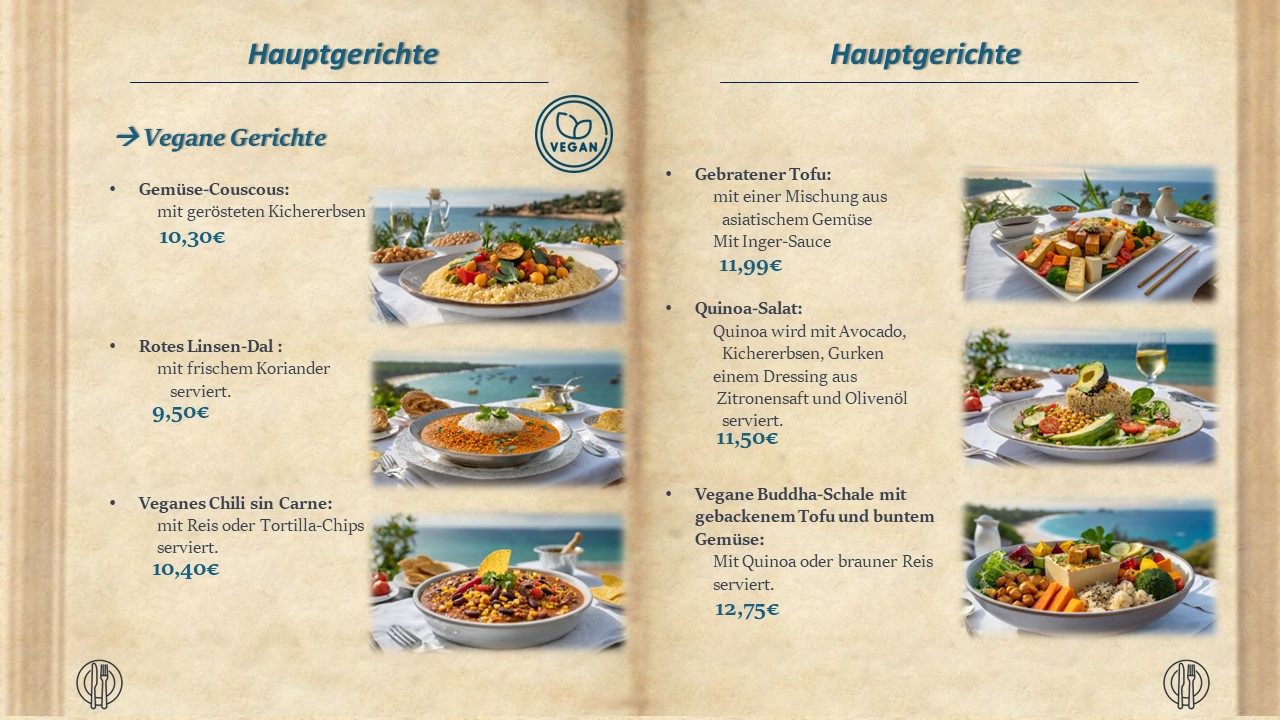 Hauptgerichte
→ Vegane Gerichte
VEGAN
• Gemüse-Couscous:
mit gerösteten Kichererbsen
10,30€
• Rotes Linsen-Dal :
mit frischem Koriander
serviert.
9,50€
• Veganes Chili sin Carne:
mit Reis oder Tortilla-Chips
serviert.
10,40€
Hauptgerichte
• Gebratener Tofu:
mit einer Mischung aus
asiatischem Gemüse
Mit Inger-Sauce
11,99€
• Quinoa-Salat:
Quinoa wird mit Avocado,
Kichererbsen, Gurken
einem Dressing aus
Zitronensaft und Olivenöl
serviert.
11,50€
• Vegane Buddha-Schale mit
gebackenem Tofu und buntem
Gemüse:
Mit Quinoa oder brauner Reis
serviert.
12,75€